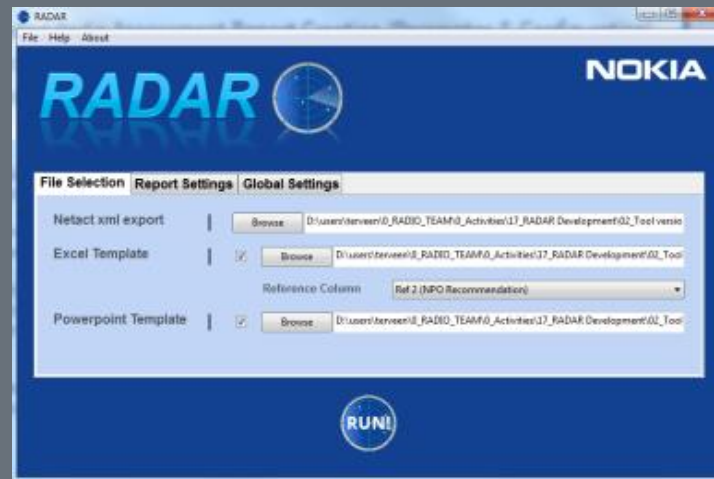 RADAR
File Help About
RADAR
NOKIA
File Selection Report Settings Global Settings
Netact xml export | Browse D:\users\terveen\0_RADIO_TEAM\0_Activities\17_RADAR Development\02_Tool versio
Excel Template | Browse D:\users\terveen\0_RADIO_TEAM\0_Activities\17_RADAR Development\02_Tool
Reference Column Ref 2 (NPO Recommendation)
Powerpoint Template | Browse D:\users\terveen\0_RADIO_TEAM\0_Activities\17_RADAR Development\02_Tool
RUN!